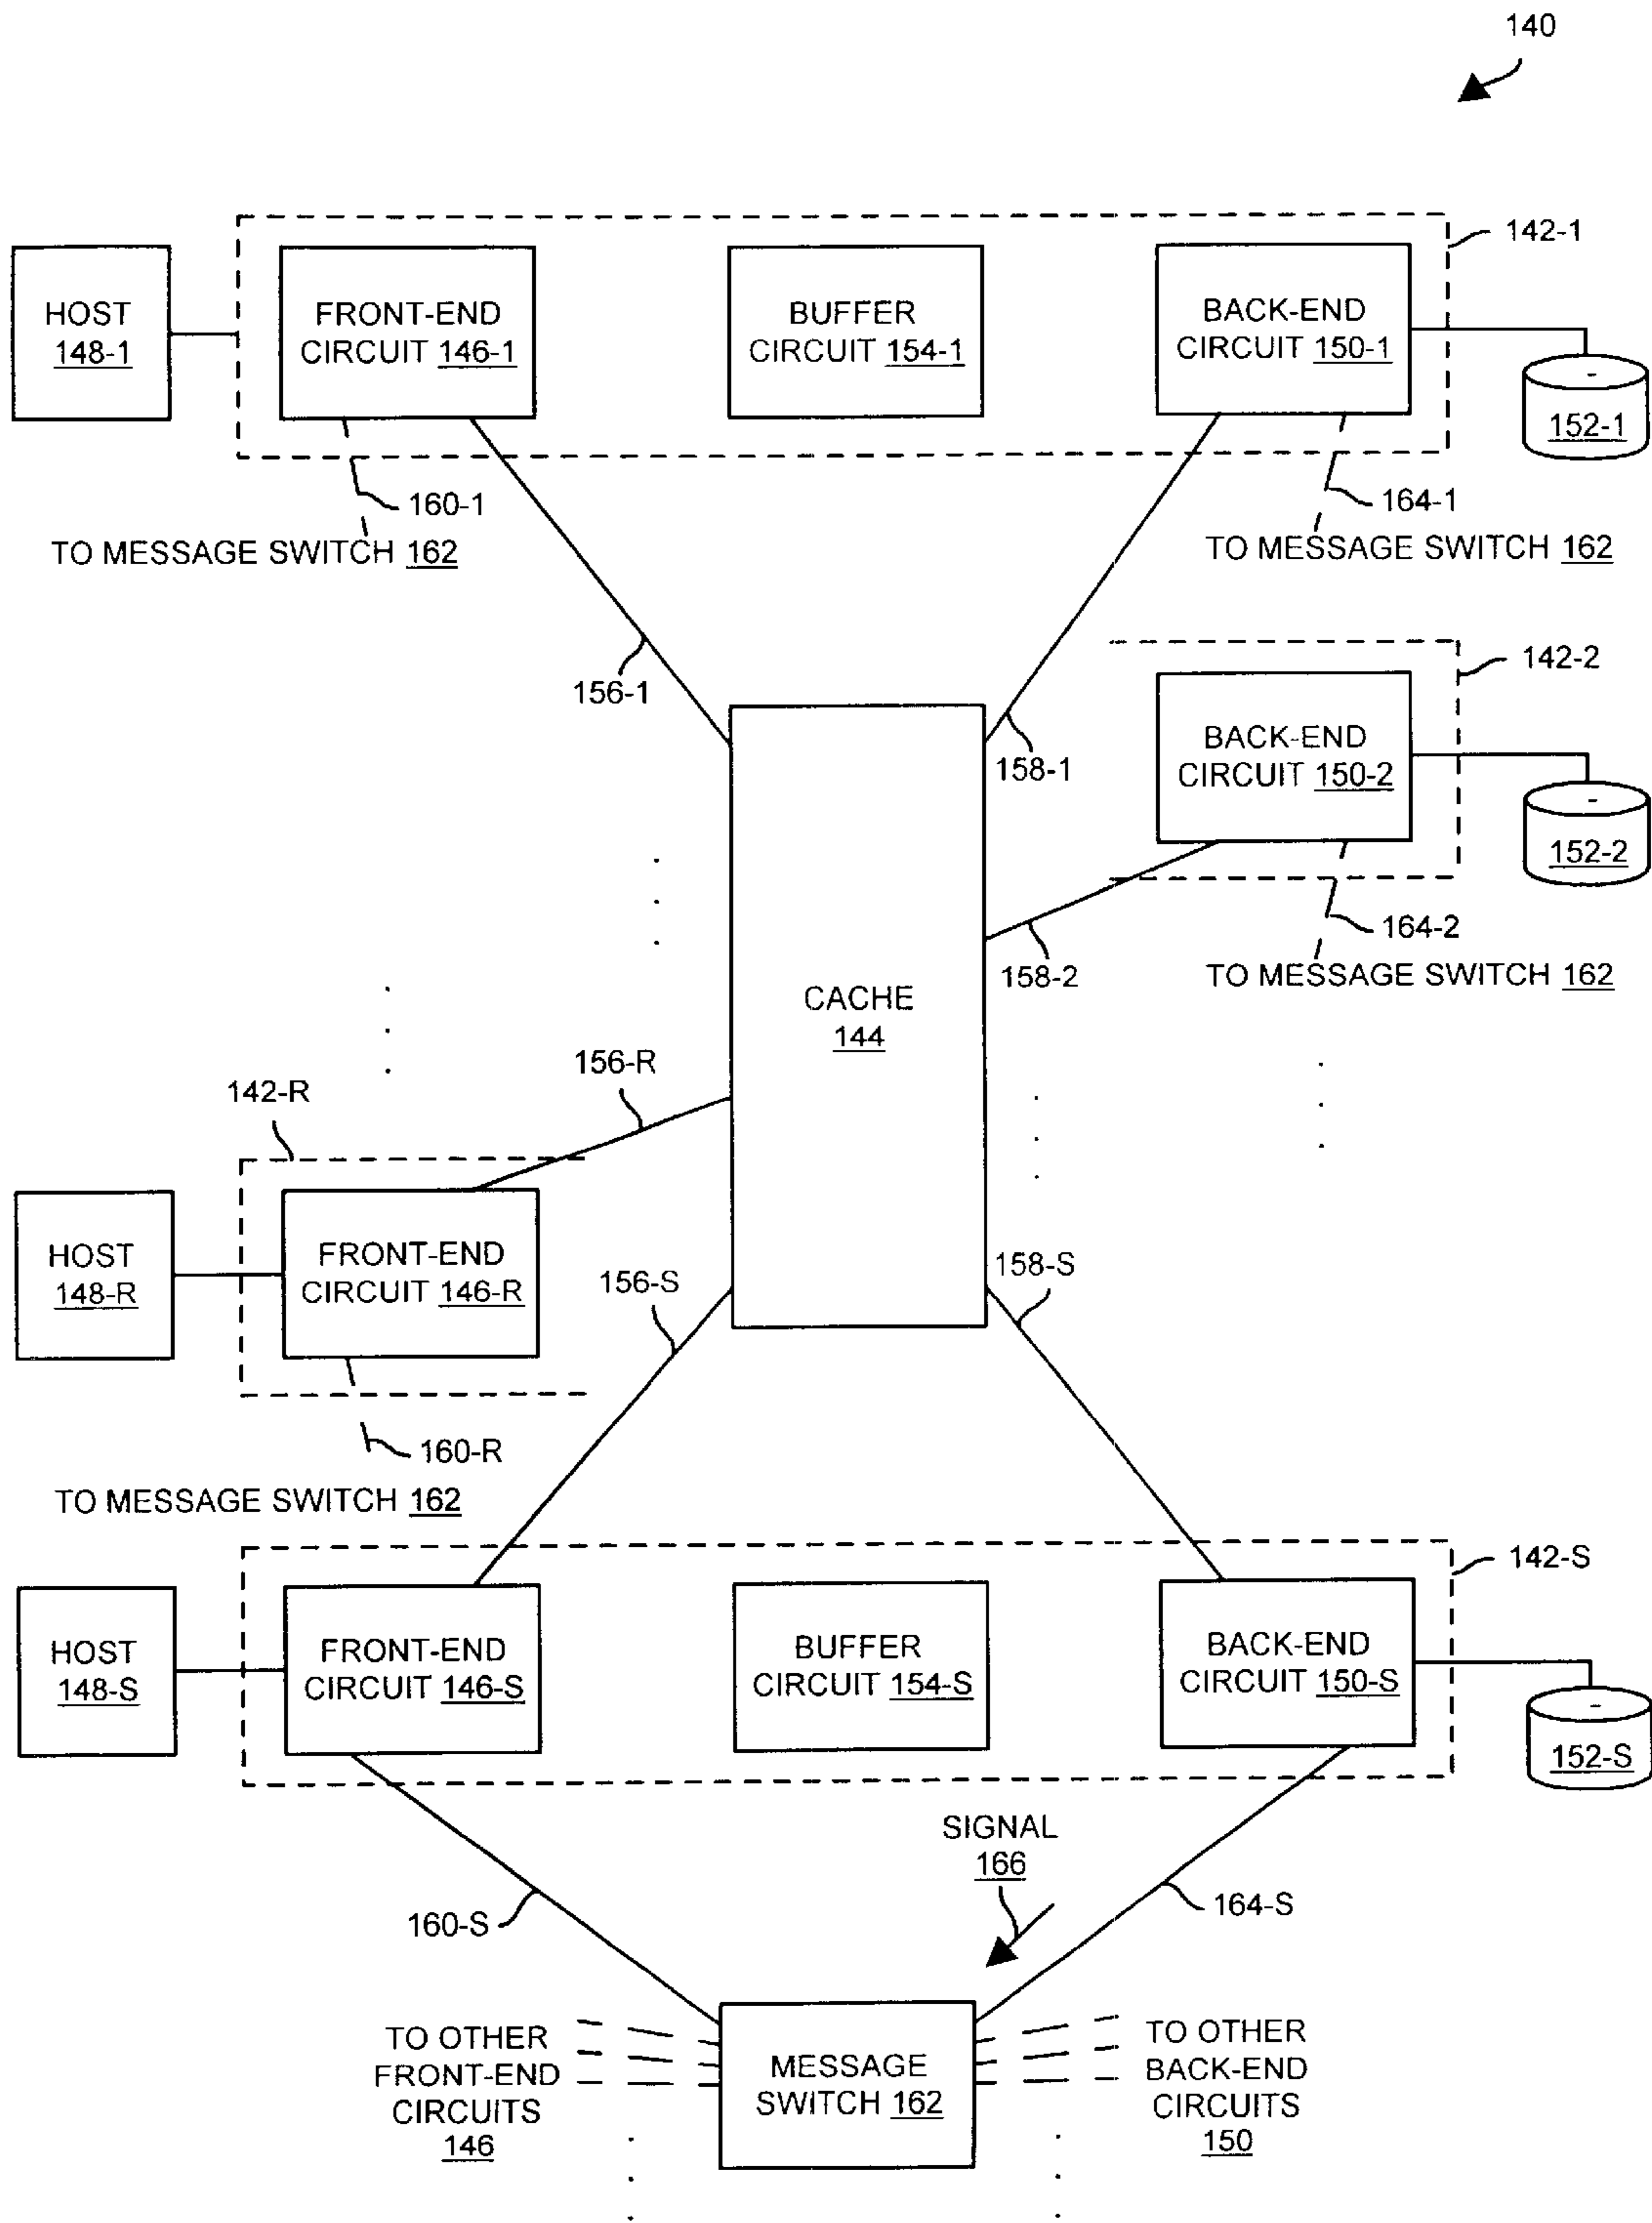 140
142-1
HOST
148-1
FRONT-END
CIRCUIT 146-1
BUFFER
CIRCUIT 154-1
BACK-END
CIRCUIT 150-1
152-1
160-1
164-1
TO MESSAGE SWITCH 162
TO MESSAGE SWITCH 162
156-1
158-1
142-2
BACK-END
CIRCUIT 150-2
152-2
164-2
158-2
TO MESSAGE SWITCH 162
CACHE
144
156-R
142-R
HOST
148-R
FRONT-END
CIRCUIT 146-R
156-S
158-S
160-R
TO MESSAGE SWITCH 162
142-S
HOST
148-S
FRONT-END
CIRCUIT 146-S
BUFFER
CIRCUIT 154-S
BACK-END
CIRCUIT 150-S
152-S
SIGNAL
166
160-S
164-S
TO OTHER
FRONT-END
CIRCUITS
146
MESSAGE
SWITCH 162
TO OTHER
BACK-END
CIRCUITS
150